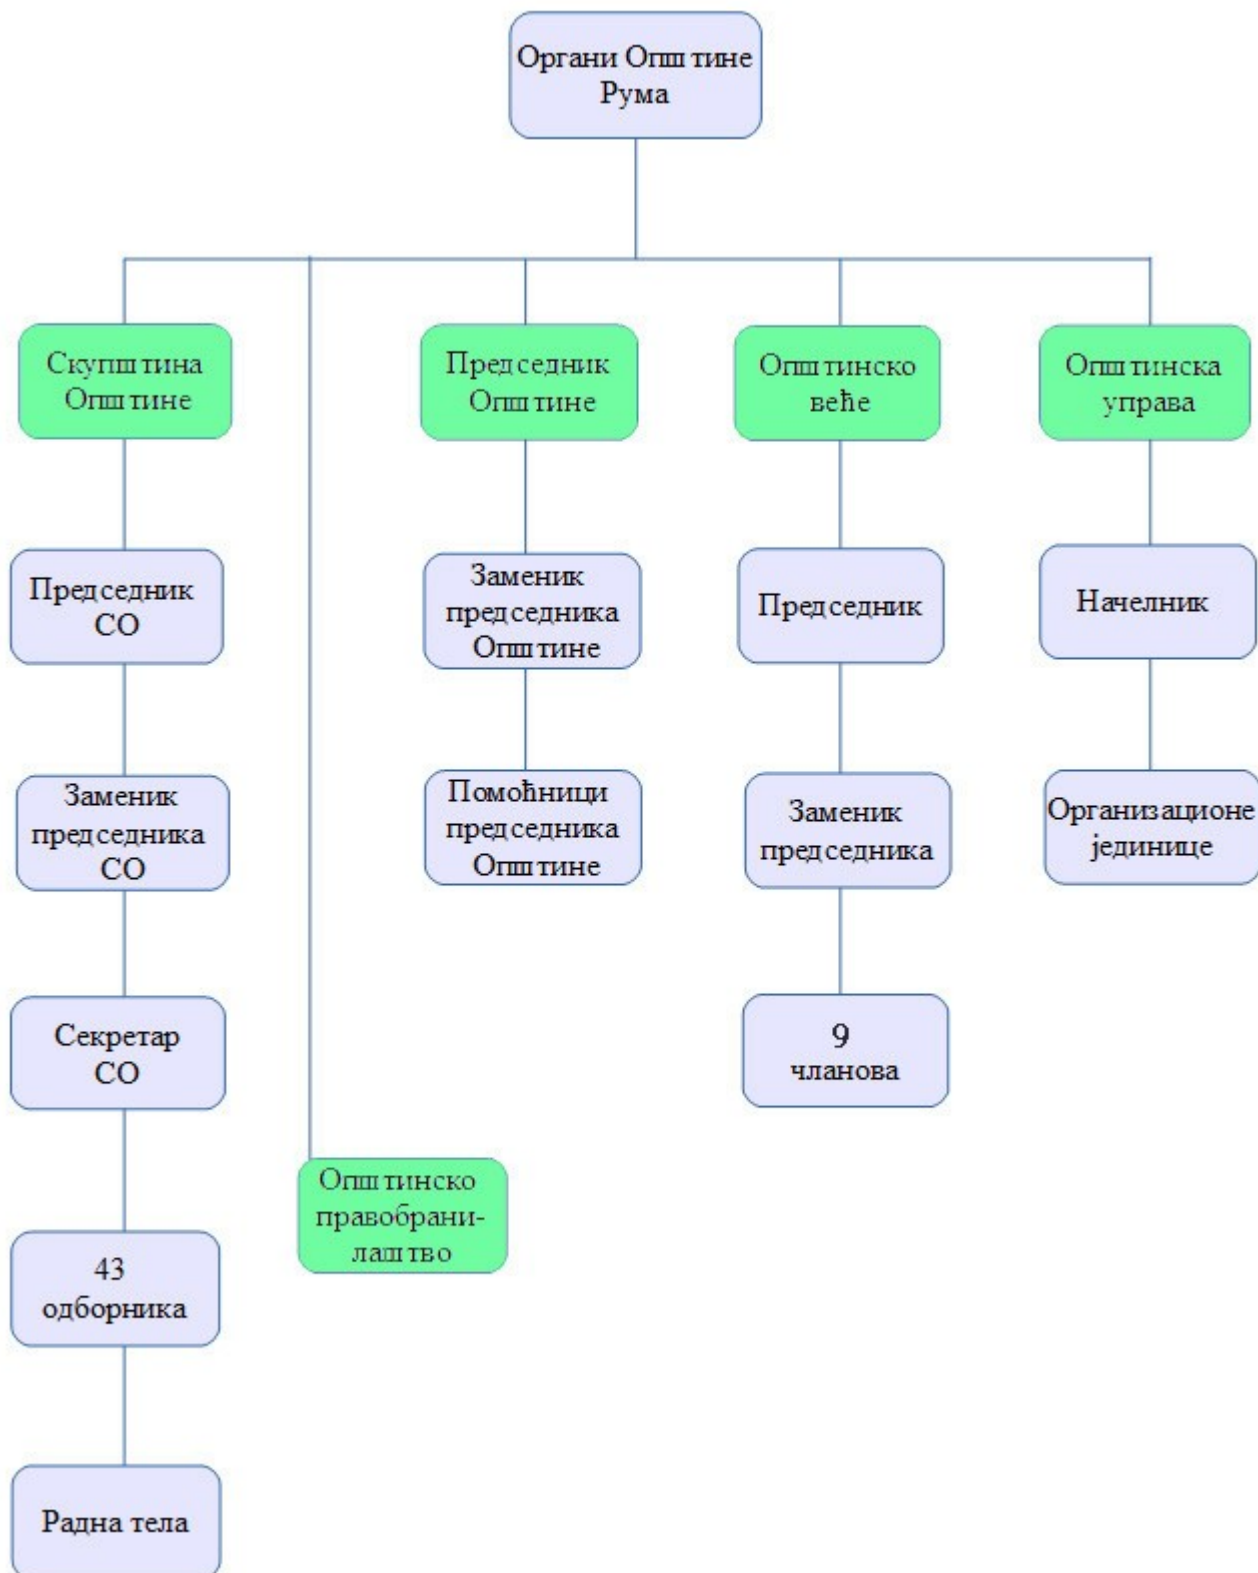 Органи Општине
Рума
Скупштина
Општине
Председник
Општине
Општинско
веће
Општинска
управа
Председник
СО
Заменик
председника
Општине
Председник
Начелник
Заменик
председника
СО
Помоћници
председника
Општине
Заменик
председника
Организационе
јединице
Секретар
СО
9
чланова
Општинско
правобрани-
лаштво
43
одборника
Радна тела